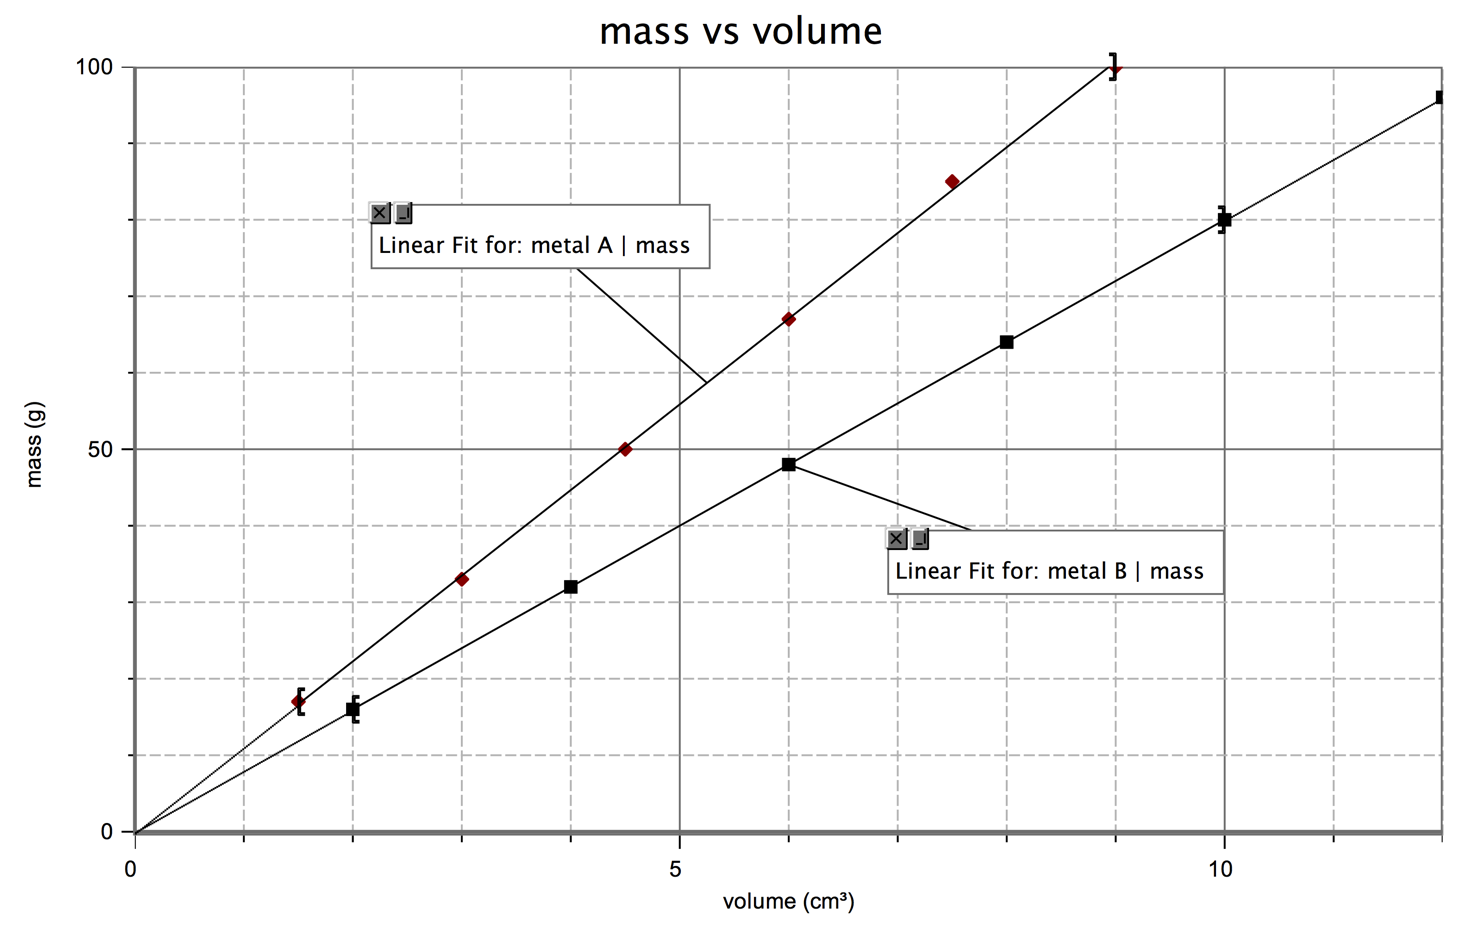 mass vs volume
100
Linear Fit for: metal A | mass
mass (g)
50
Linear Fit for: metal B | mass
0
0
5
10
volume (cm³)